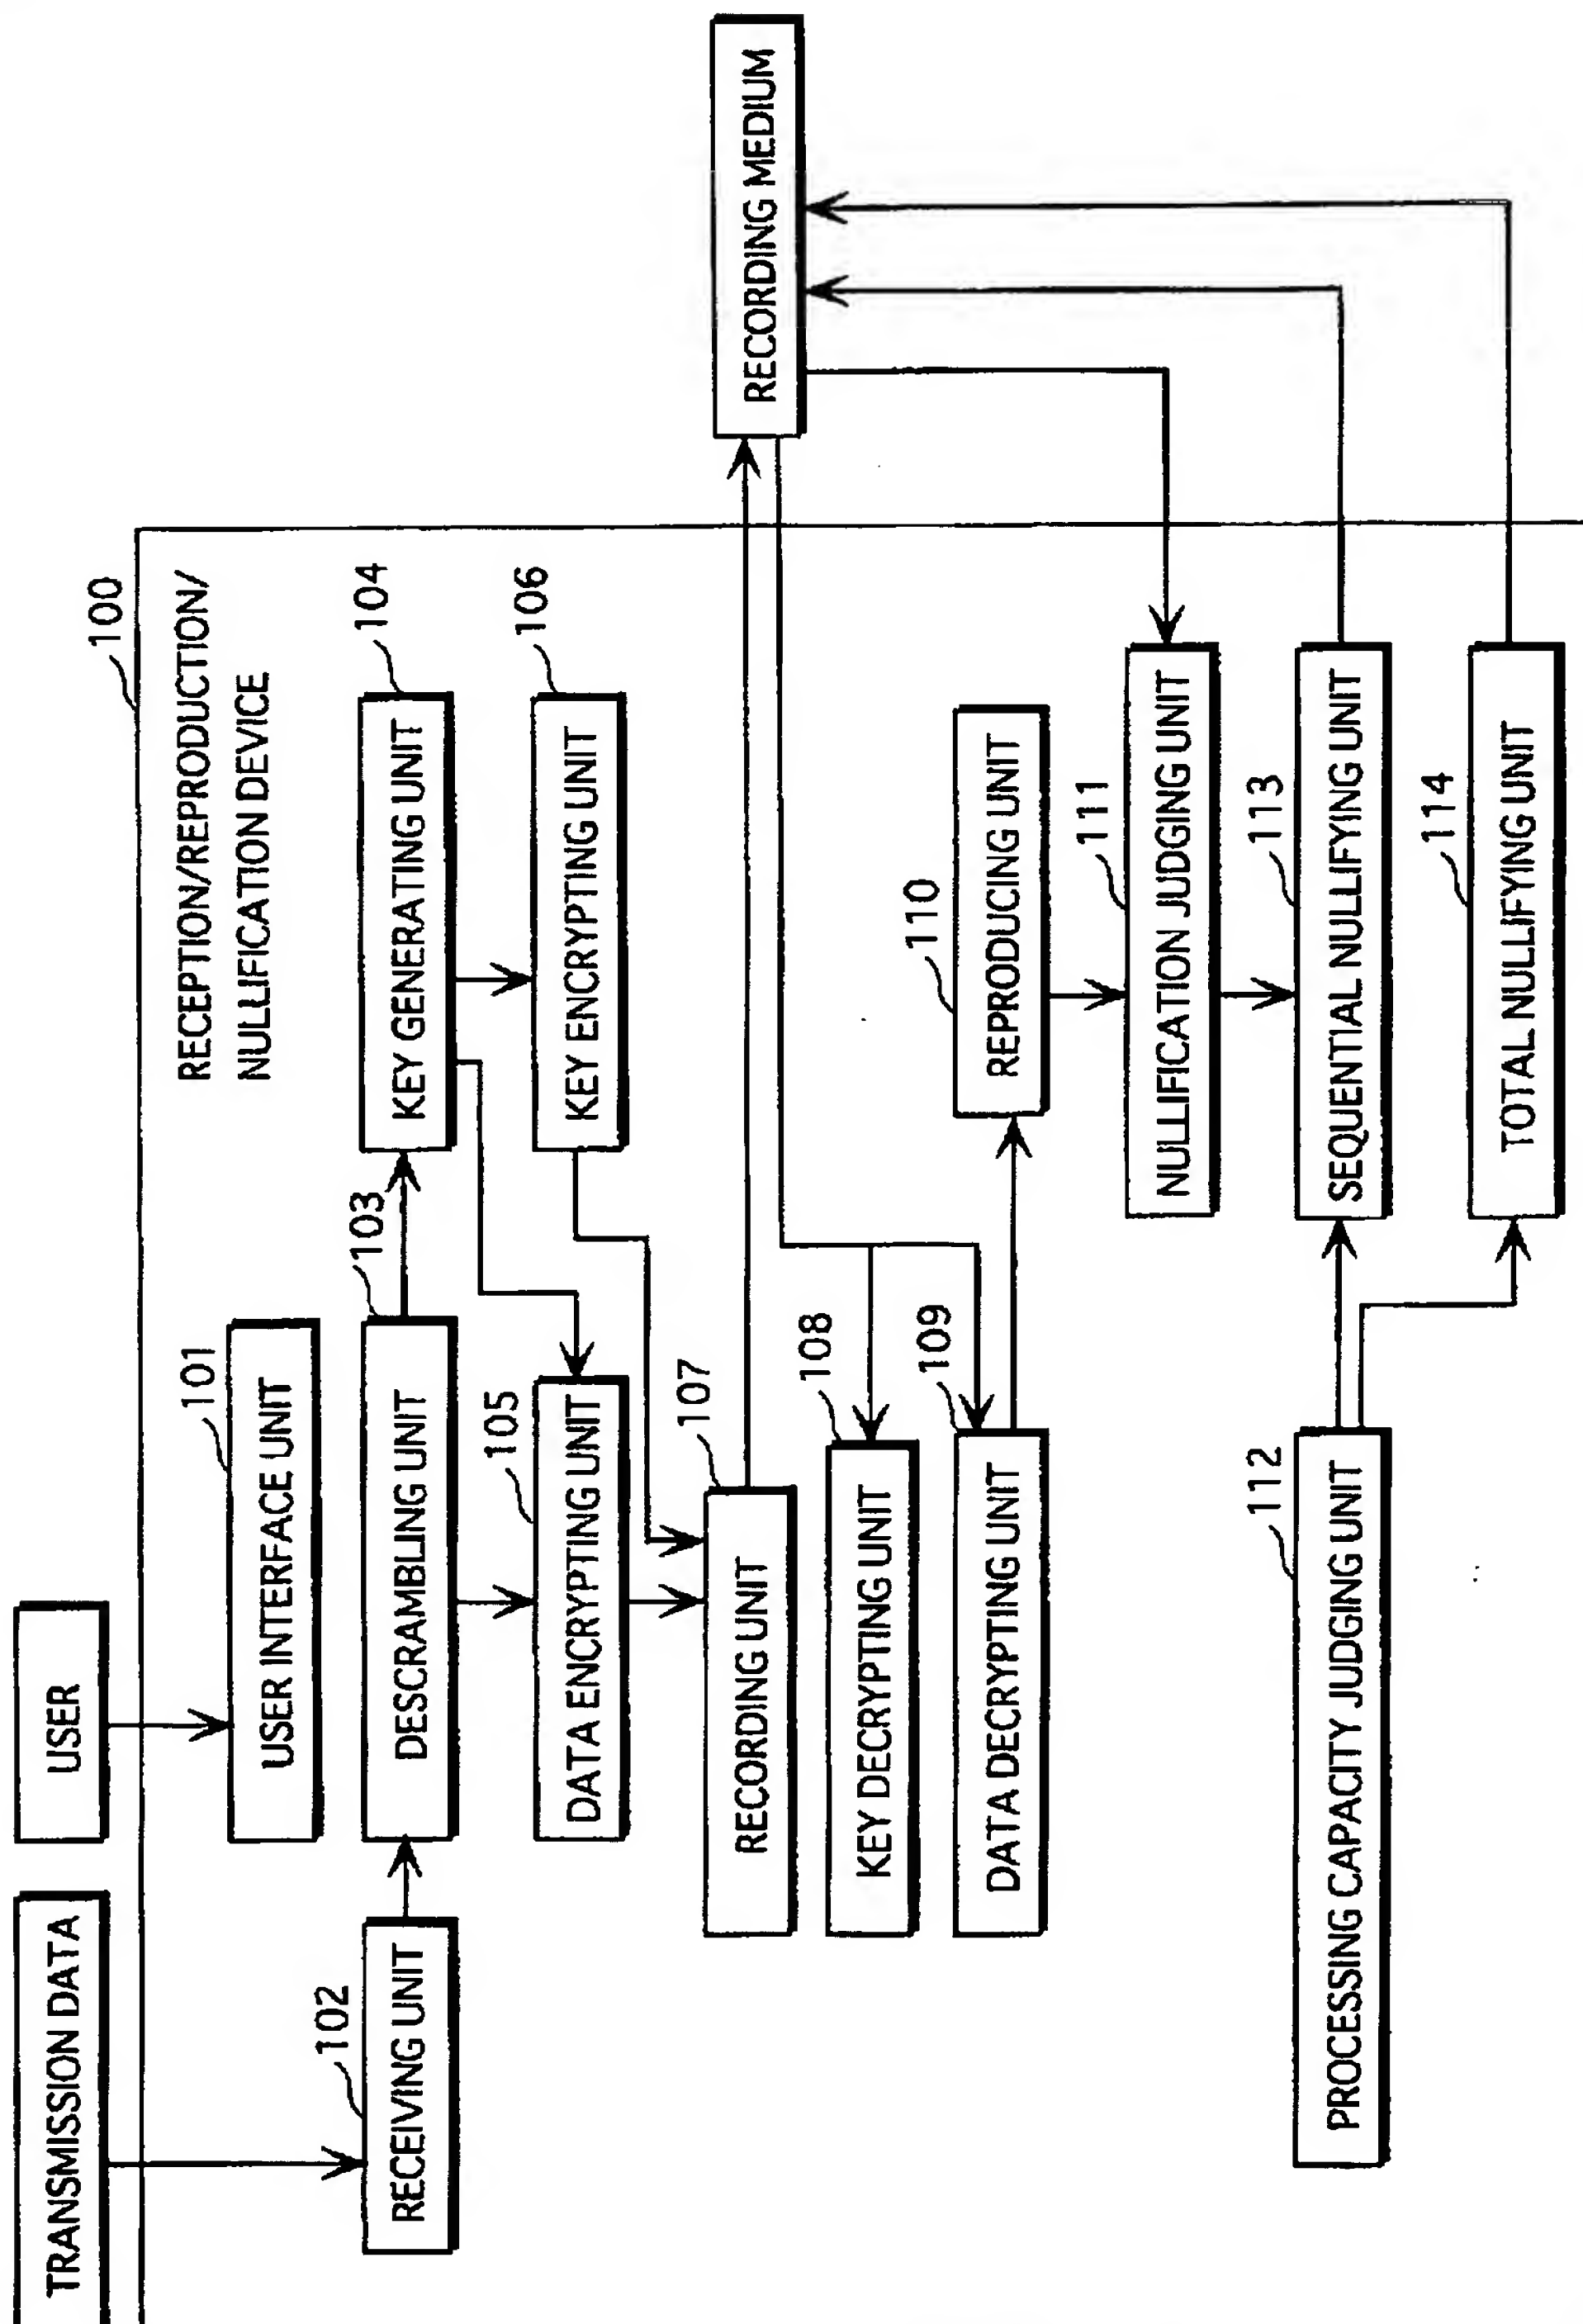 TRANSMISSION DATA
USER
100
RECEPTION/REPRODUCTION/
NULLIFICATION DEVICE
101
USER INTERFACE UNIT
102
RECEIVING UNIT
103
DESCRAMBLING UNIT
104
KEY GENERATING UNIT
105
DATA ENCRYPTING UNIT
106
KEY ENCRYPTING UNIT
107
RECORDING UNIT
RECORDING MEDIUM
108
KEY DECRYPTING UNIT
109
DATA DECRYPTING UNIT
110
REPRODUCING UNIT
111
NULLIFICATION JUDGING UNIT
112
PROCESSING CAPACITY JUDGING UNIT
113
SEQUENTIAL NULLIFYING UNIT
114
TOTAL NULLIFYING UNIT